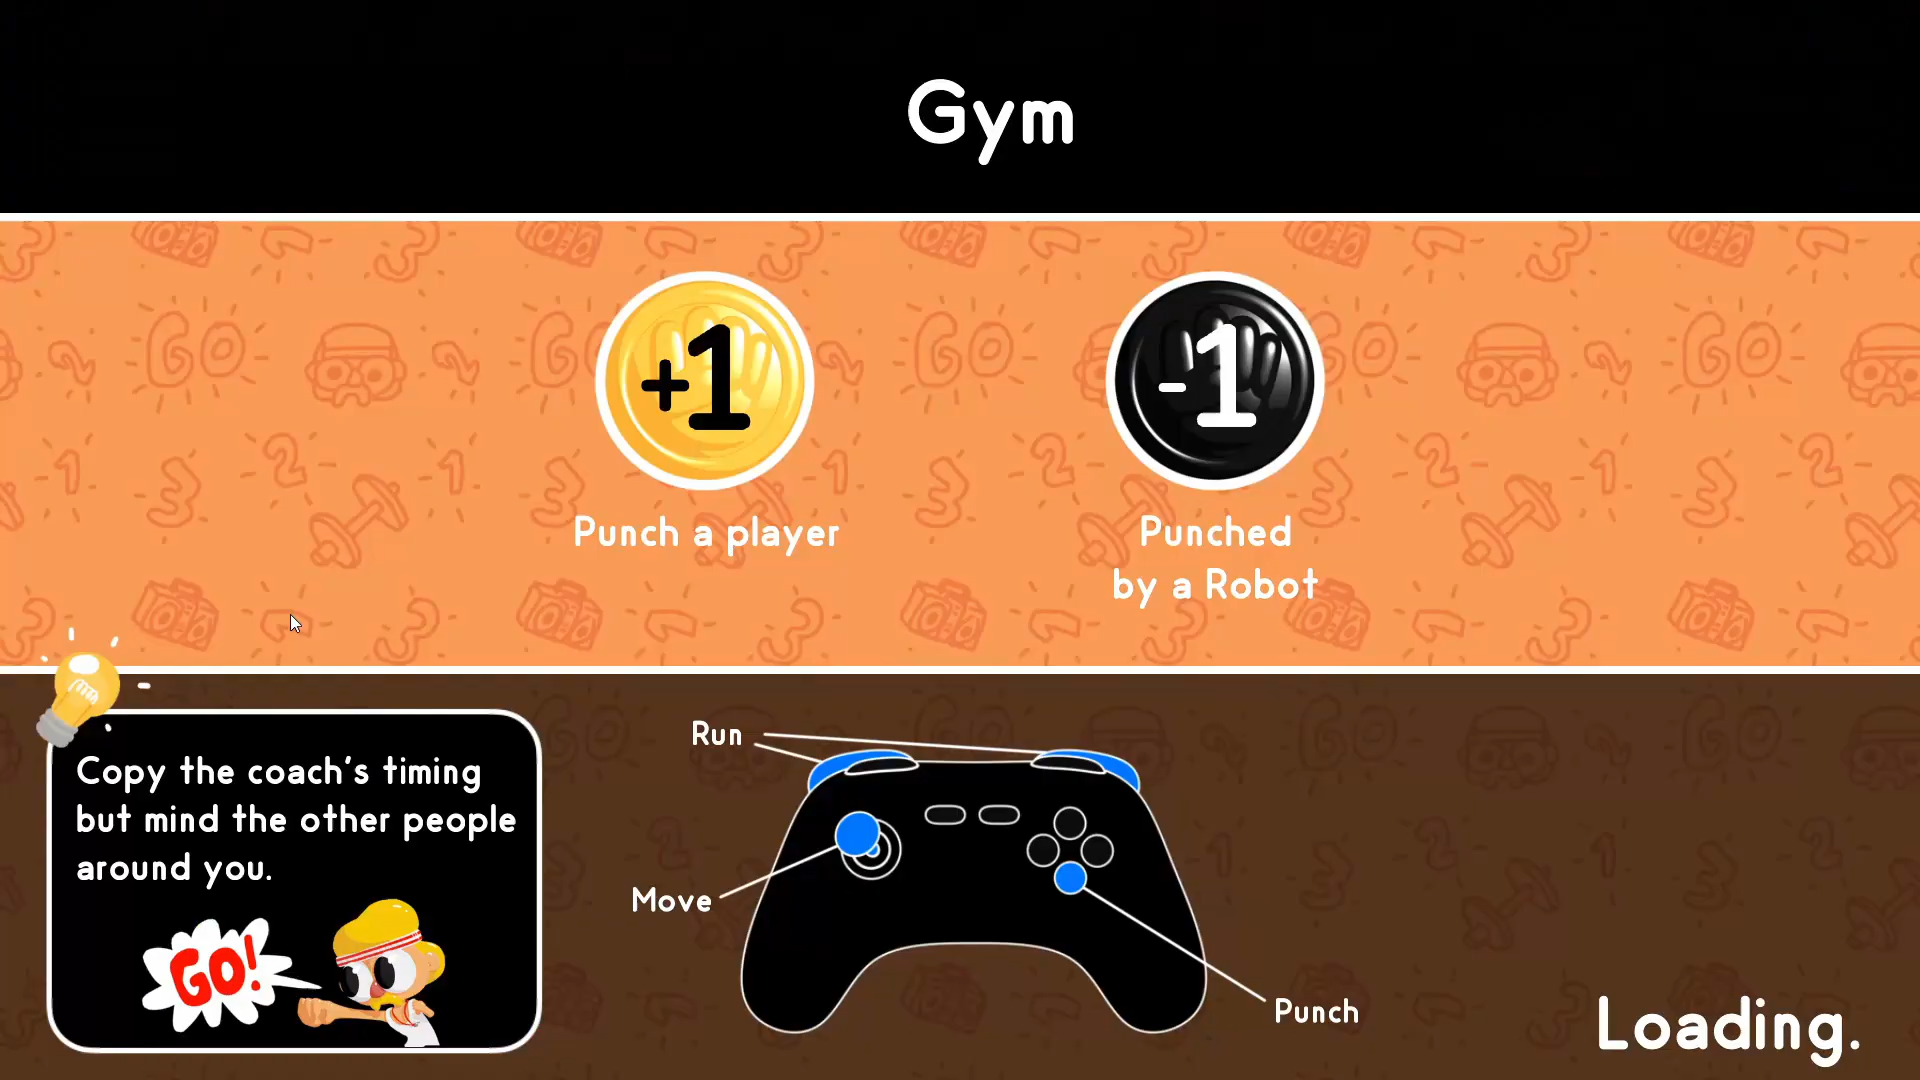 Gym
+1
-1
Punch a player
Punched
by a Robot
Run
Copy the coach's timing
but mind the other people
around you.
GO!
Move
Punch
Loading.